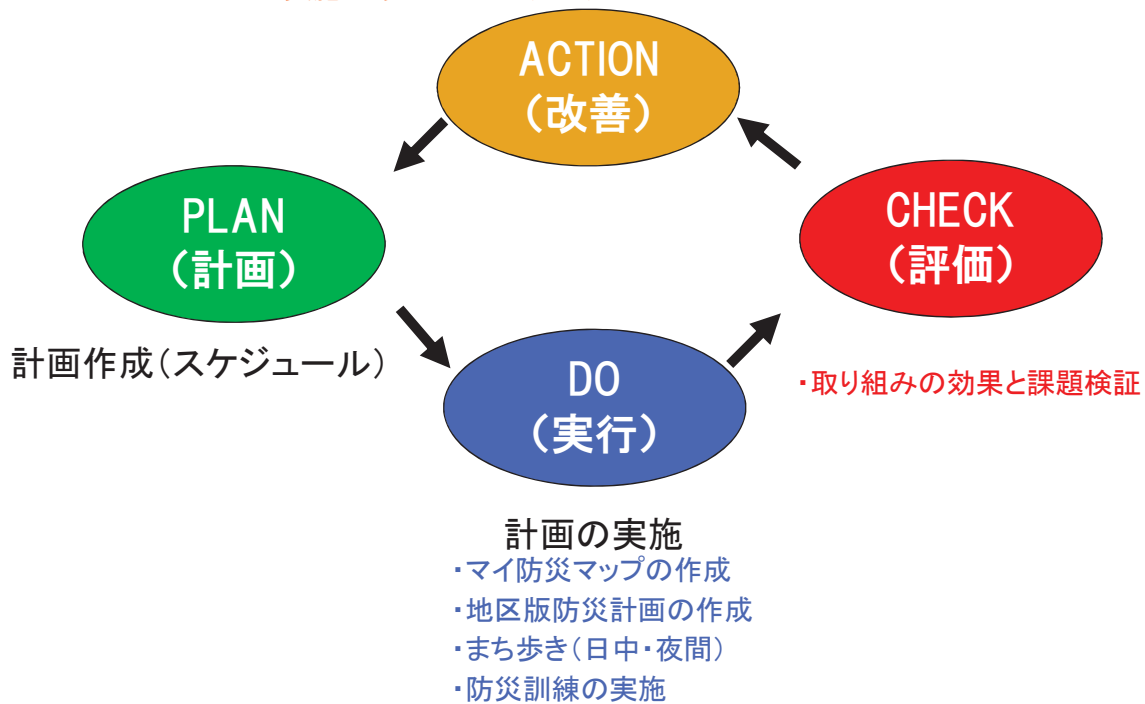 ACTION
(改善)
PLAN
(計画)
CHECK
(評価)
計画作成(スケジュール)
DO
(実行)
・取り組みの効果と課題検証
計画の実施
・マイ防災マップの作成
・地区版防災計画の作成
・まち歩き(日中・夜間)
・防災訓練の実施